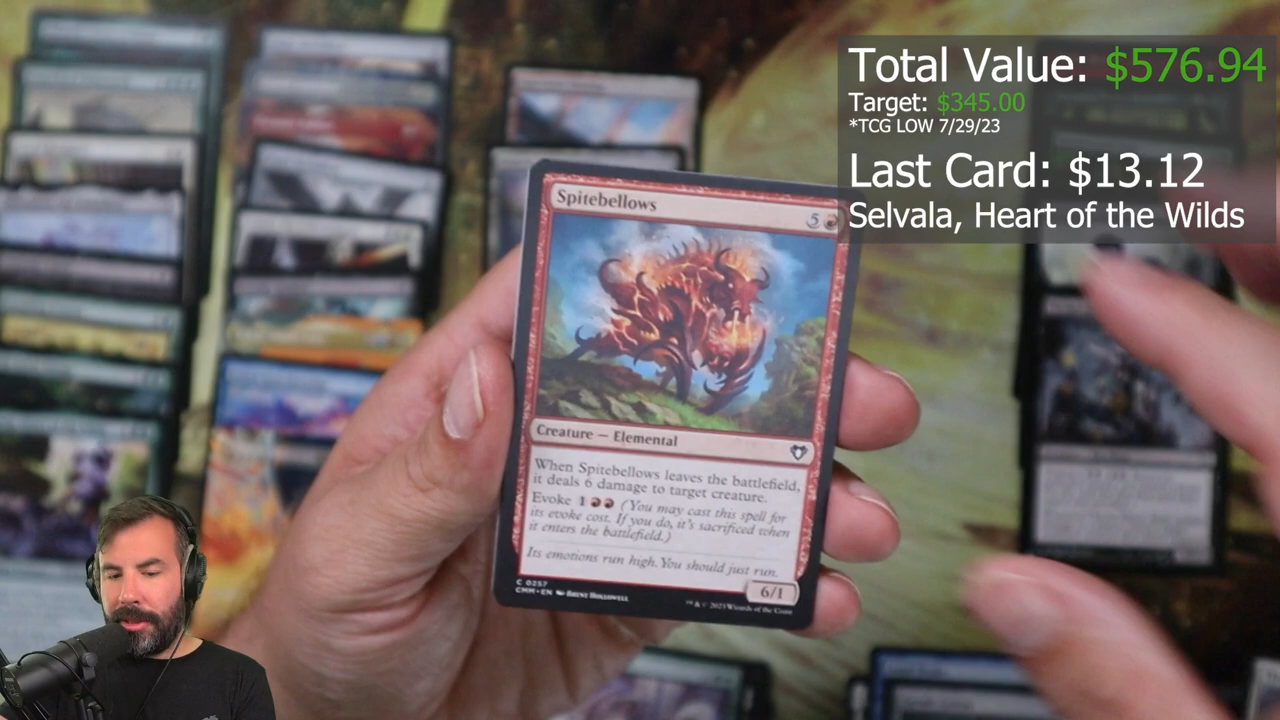 Total Value: $576.94
Target: $345.00
*TCG LOW 7/29/23
Last Card: $13.12
Selvala, Heart of the Wilds
Spitebellows
5
Creature — Elemental
When Spitebellows leaves the battlefield,
it deals 6 damage to target creature.
Evoke 1 (You may cast this spell for
its evoke cost. If you do, it's sacrificed when
it enters the battlefield.)
Its emotions run high. You should just run.
6/1
C 0257
CMM • EN Brent Hollowell
™ & © 2023 Wizards of the Coast